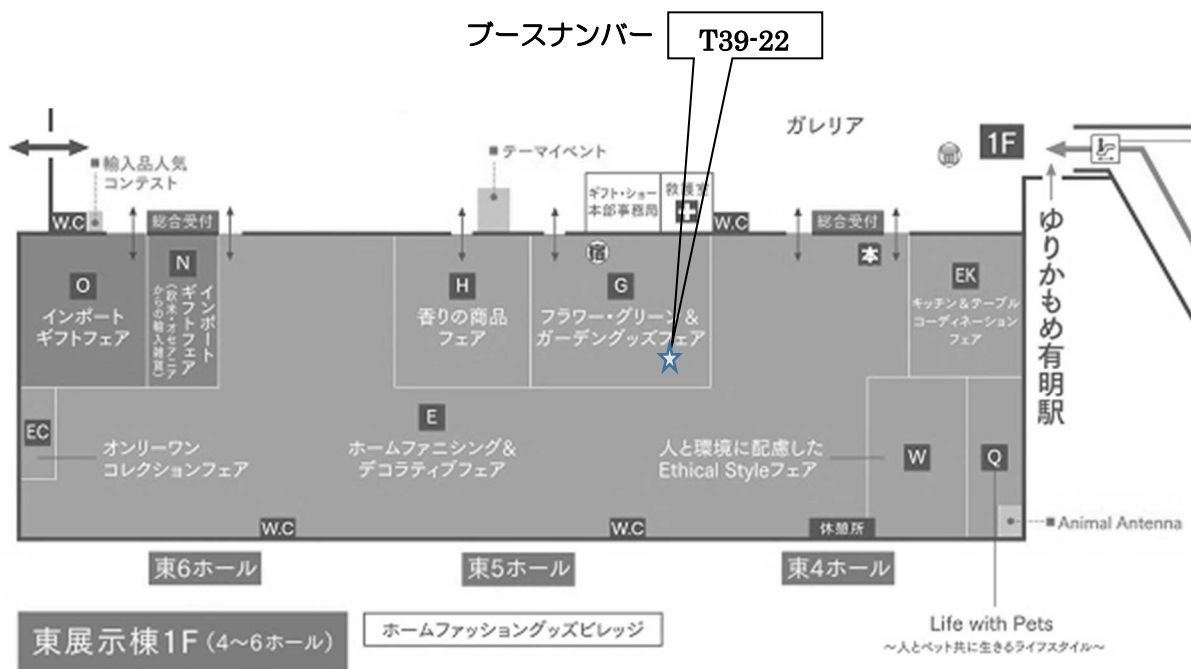 ブースナンバー T39-22
ガレリア
1F
輸入品人気
コンテスト
テーマイベント
ギフト・ショー
本部事務局
救護室
W.C
総合受付
W.C
総合受付
本
宿
ゆりかもめ有明駅
O
インポート
ギフトフェア
N
インポート
ギフトフェア
(欧米・オセアニア
からの輸入雑貨)
H
香りの商品
フェア
G
フラワー・グリーン&
ガーデングッズフェア
EK
キッチン&テーブル
コーディネーション
フェア
EC
オンリーワン
コレクションフェア
E
ホームファニシング&
デコラティブフェア
人と環境に配慮した
Ethical Styleフェア
W
Q
W.C
W.C
休憩所
Animal Antenna
東6ホール
東5ホール
東4ホール
東展示棟1F(4~6ホール)
ホームファッショングッズビレッジ
Life with Pets
~人とペット共に生きるライフスタイル~